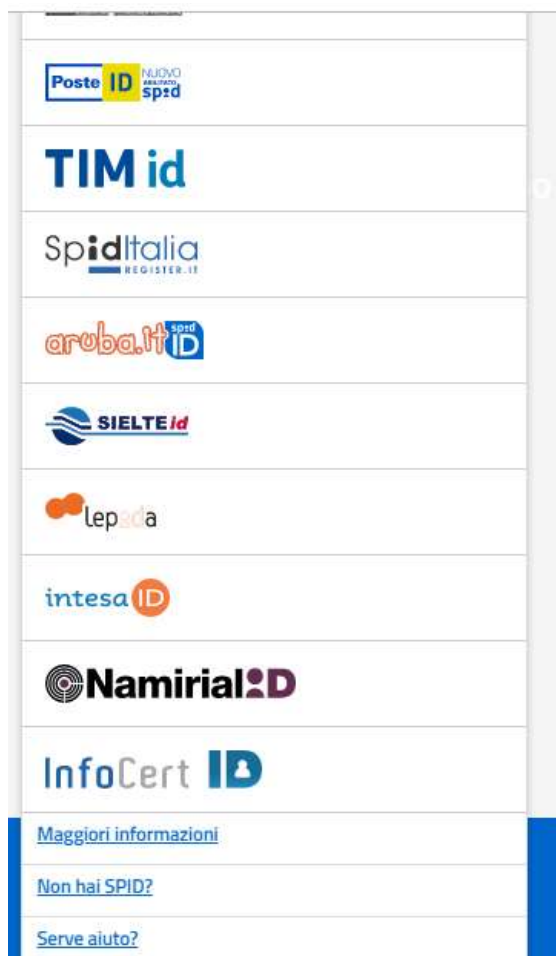 Poste ID NUOVO
ABILITATO
spid
TIM id
SpidItalia
REGISTER.IT
aruba.it spid
ID
SIELTE id
lepida
intesa ID
Namirial ID
InfoCert ID
Maggiori informazioni
Non hai SPID?
Serve aiuto?